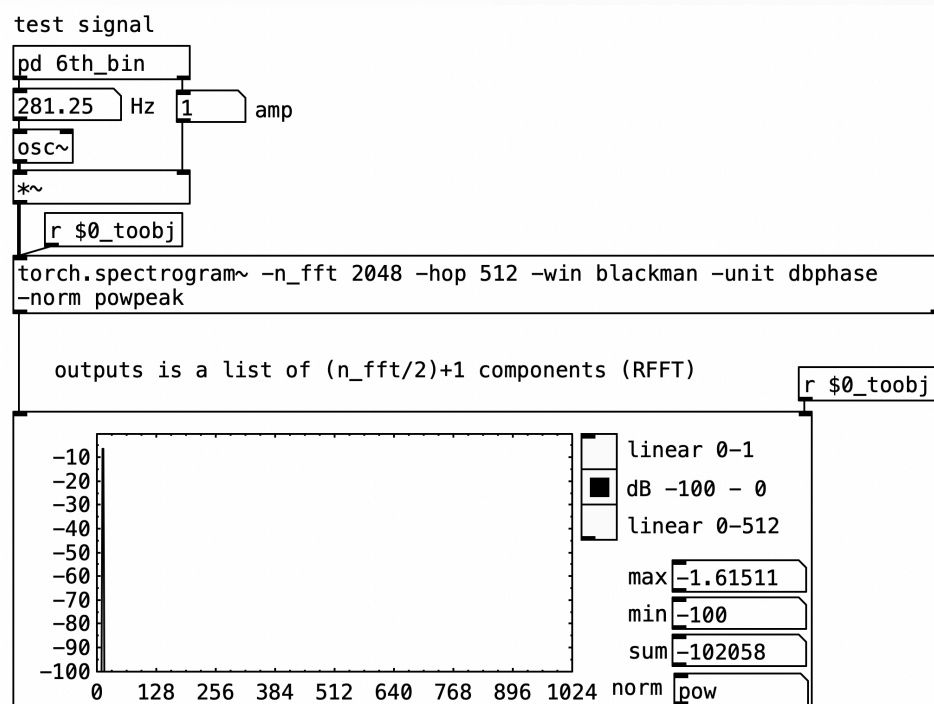 test signal
pd 6th_bin
281.25 Hz 1 amp
osc~
*~
r $0_toobj
torch.spectrogram~ -n_fft 2048 -hop 512 -win blackman -unit dbphase
-norm powpeak
outputs is a list of (n_fft/2)+1 components (RFFT)
r $0_toobj
-10
-20
-30
-40
-50
-60
-70
-80
-90
-100
0 128 256 384 512 640 768 896 1024
linear 0-1
dB -100 - 0
linear 0-512
max -1.61511
min -100
sum -102058
norm pow